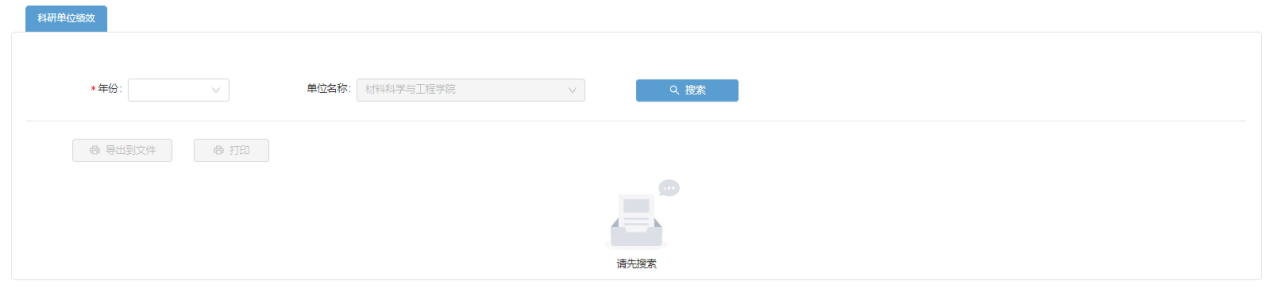 科研单位绩效
*年份:
单位名称: 材料科学与工程学院
搜索
导出到文件
打印
请先搜索